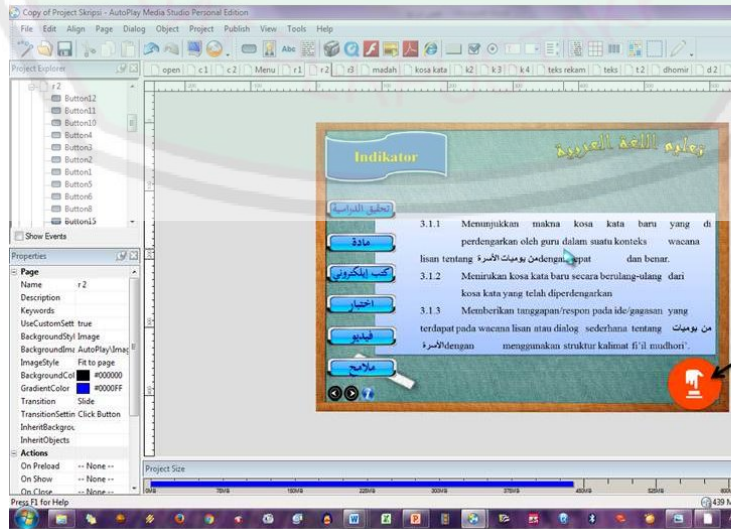 Copy of Project Skripsi - AutoPlay Media Studio Personal Edition
File Edit Align Page Dialog Object Project Publish View Tools Help
Project Explorer
open c1 c2 Menu r1 r2 r3 madah kosa kata k2 k3 k4 teks rekam teks t2 dhomir d2
r2
Button12
Button11
Button10
Button4
Button3
Button2
Button1
Button5
Button6
Button8
Button15
Show Events
Properties
Page
Name r 2
Description
Keywords
UseCustomSett true
BackgroundStyl Image
BackgroundIma AutoPlay\Imag
ImageStyle Fit to page
BackgroundCol #000000
GradientColor #0000FF
Transition Slide
TransitionSettin Click Button
InheritBackgrou
InheritObjects
Actions
On Preload -- None --
On Show -- None --
On Close -- None --
Press F1 for Help
Indikator
تعليم اللغة العربية
تحقيق الدراسية
مادة
كتب إيلكتروني
اختبار
فيديو
ملامح
3.1.1 Menunjukkan makna kosa kata baru yang di
perdengarkan oleh guru dalam suatu konteks wacana
lisan tentang من يوميات الأسرة dengan tepat dan benar.
3.1.2 Menirukan kosa kata baru secara berulang-ulang dari
kosa kata yang telah diperdengarkan
3.1.3 Memberikan tanggapan/respon pada ide/gagasan yang
terdapat pada wacana lisan atau dialog sederhana tentang من يوميات
الأسرة dengan menggunakan struktur kalimat fi'il mudhori'.
Project Size